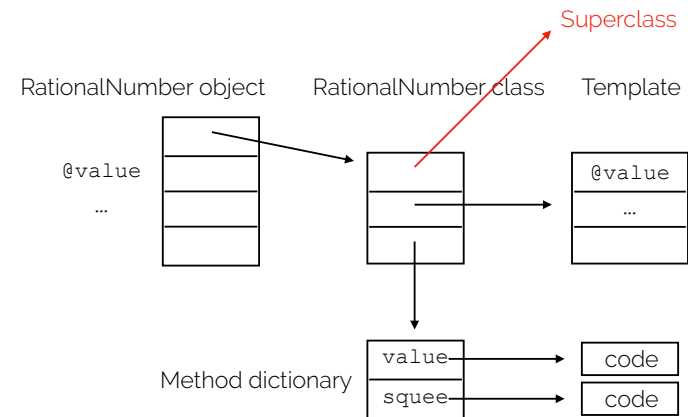 Superclass
RationalNumber object
RationalNumber class
Template
@value
…
@value
…
Method dictionary
value
squee
code
code